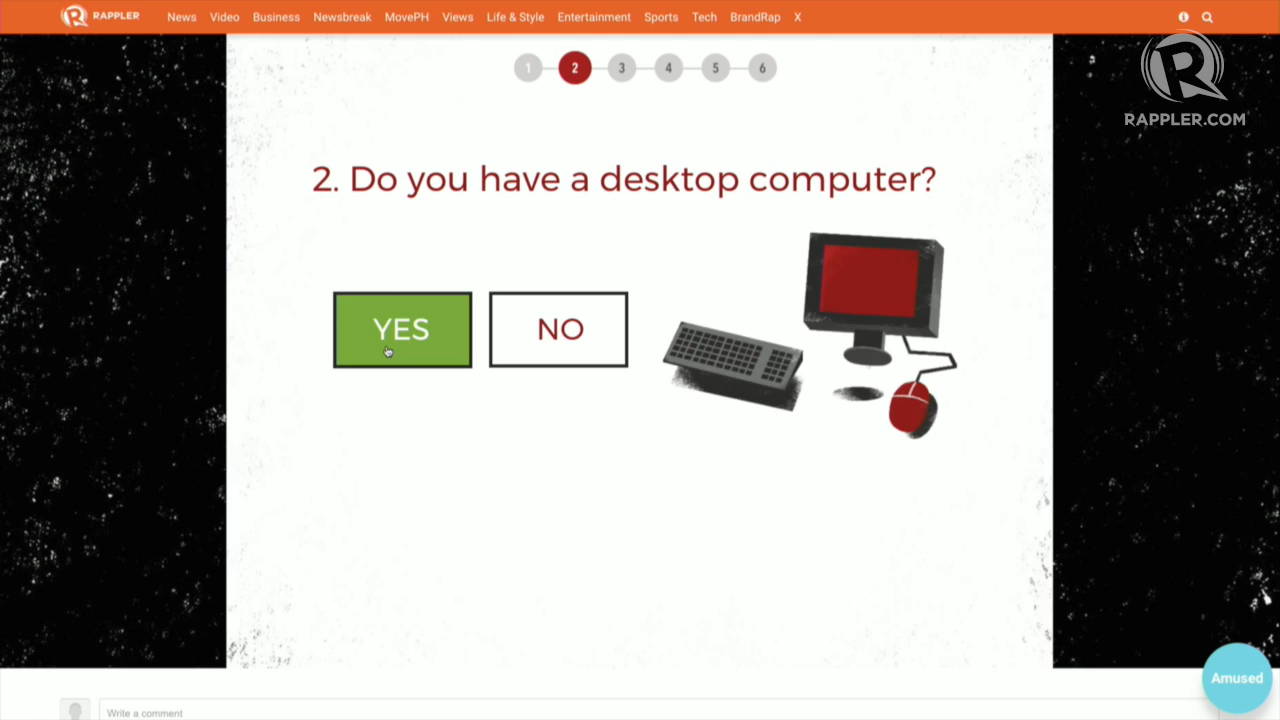 RAPPLER News Video Business Newsbreak MovePH Views Life & Style Entertainment Sports Tech BrandRap X
1 2 3 4 5 6
RAPPLER.COM
2. Do you have a desktop computer?
YES NO
Amused
Write a comment